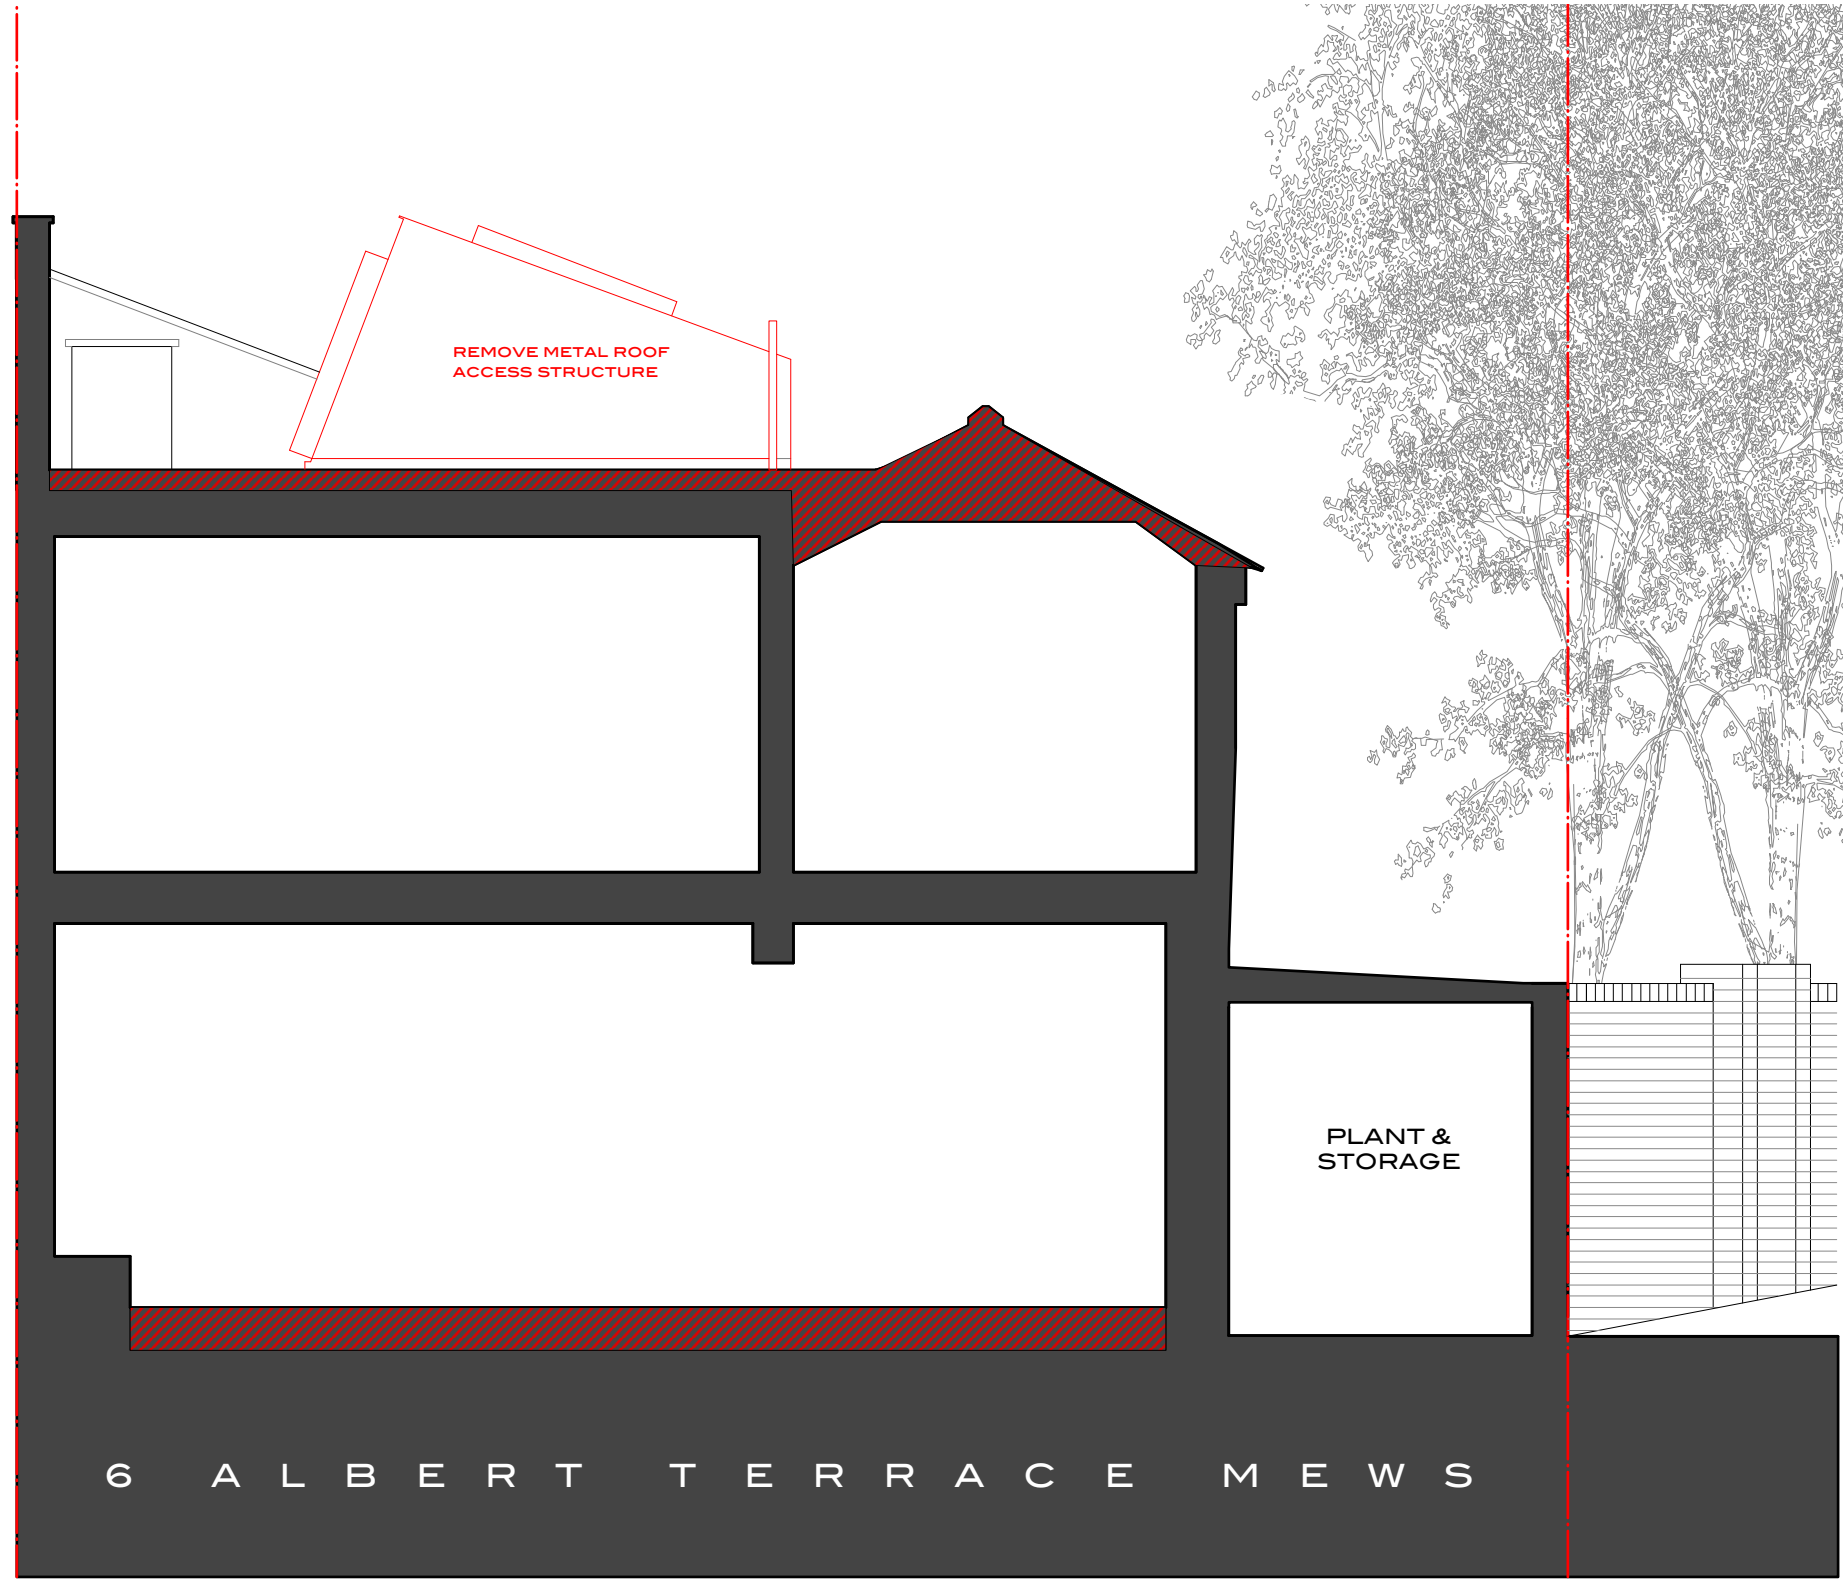 REMOVE METAL ROOF
ACCESS STRUCTURE
PLANT &
STORAGE
6 ALBERT TERRACE MEWS